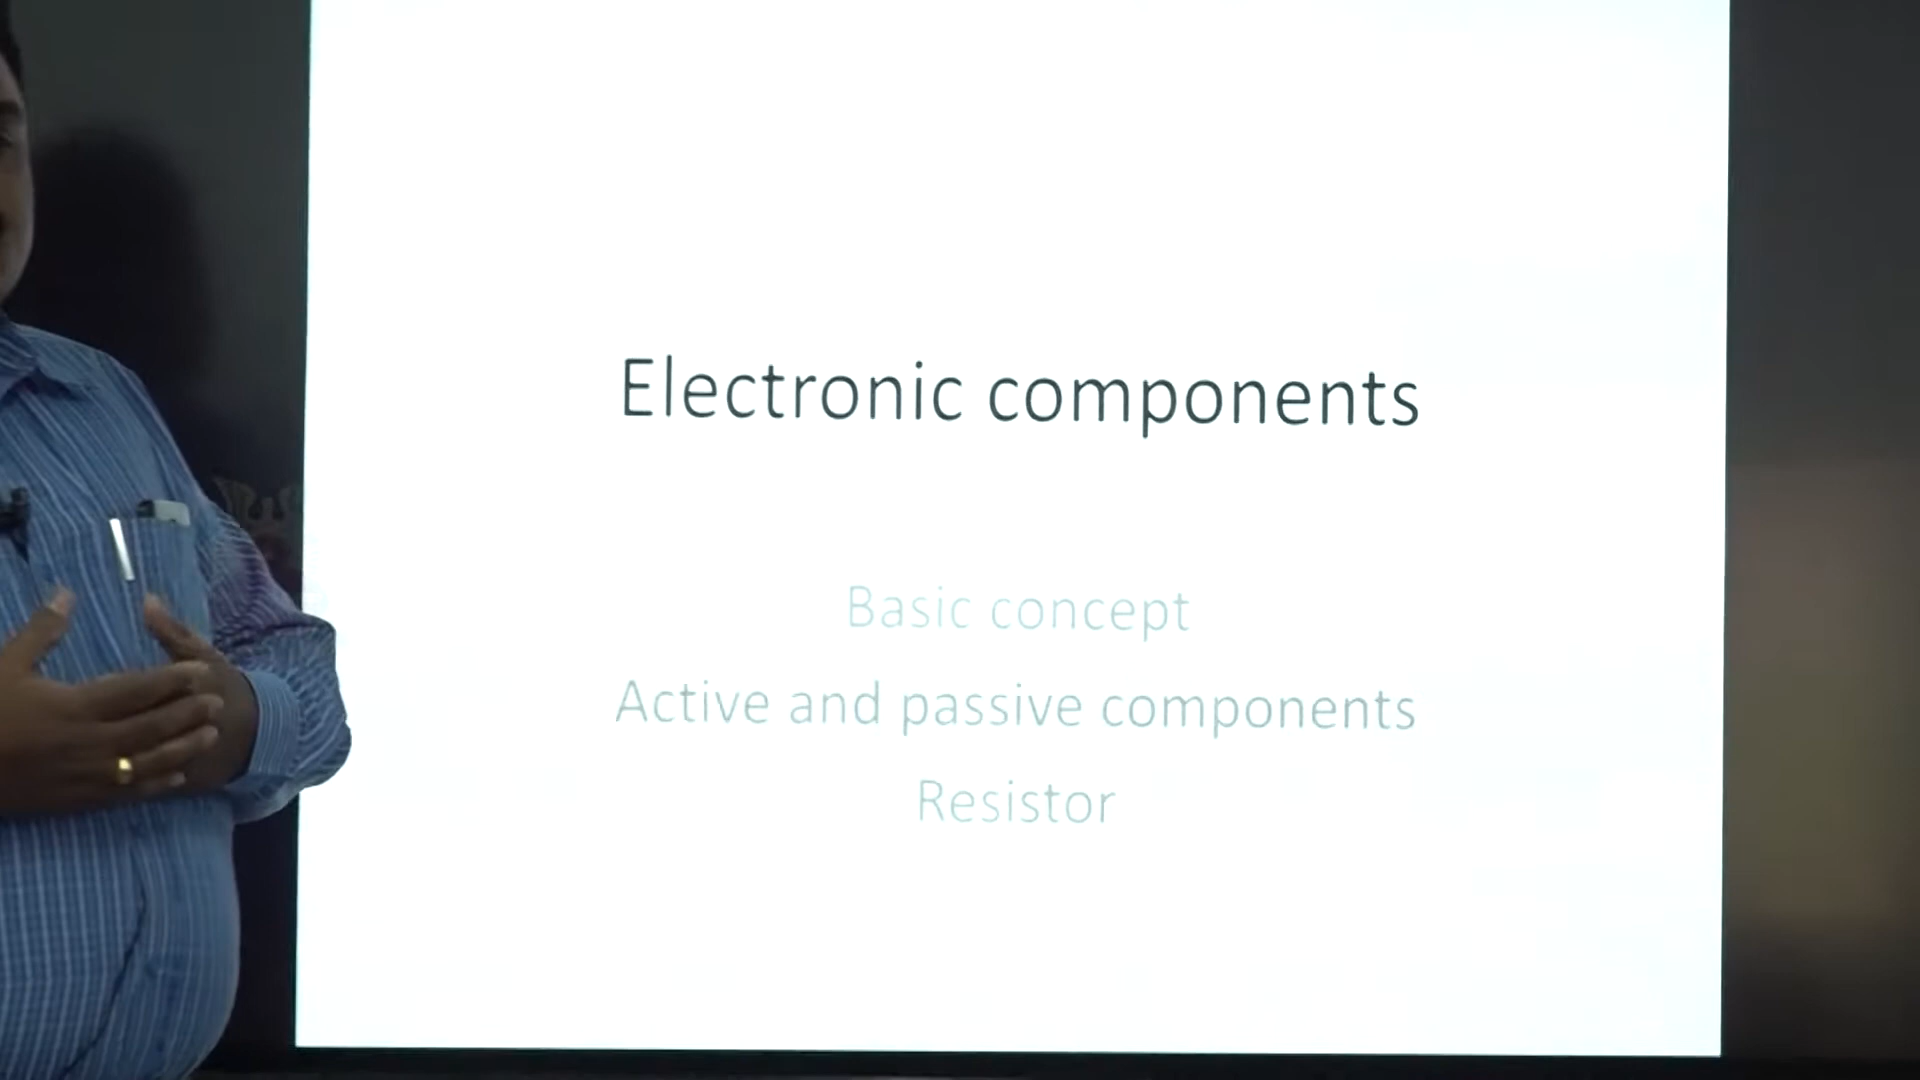 Electronic components
Basic concept
Active and passive components
Resistor